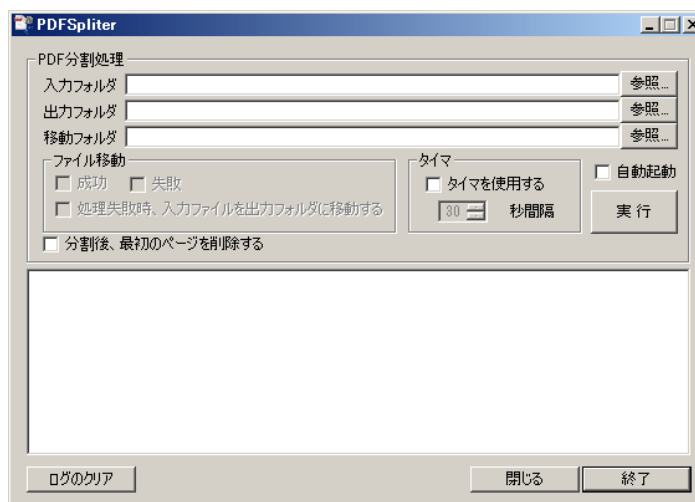 PDFSpliter
PDF分割処理
入力フォルダ 参照...
出力フォルダ 参照...
移動フォルダ 参照...
ファイル移動
成功 失敗
処理失敗時、入力ファイルを出力フォルダに移動する
タイマ
タイマを使用する
30 秒間隔
自動起動
実行
分割後、最初のページを削除する
ログのクリア 閉じる 終了